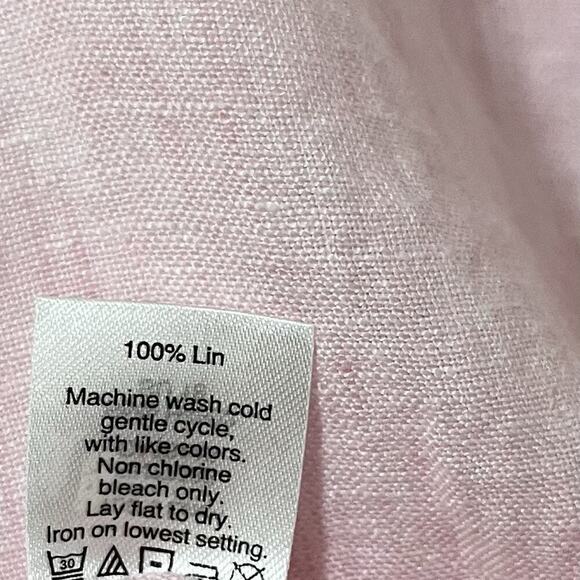 100% Lin
Machine wash cold
gentle cycle,
with like colors.
Non chlorine
bleach only.
Lay flat to dry.
Iron on lowest setting.
30